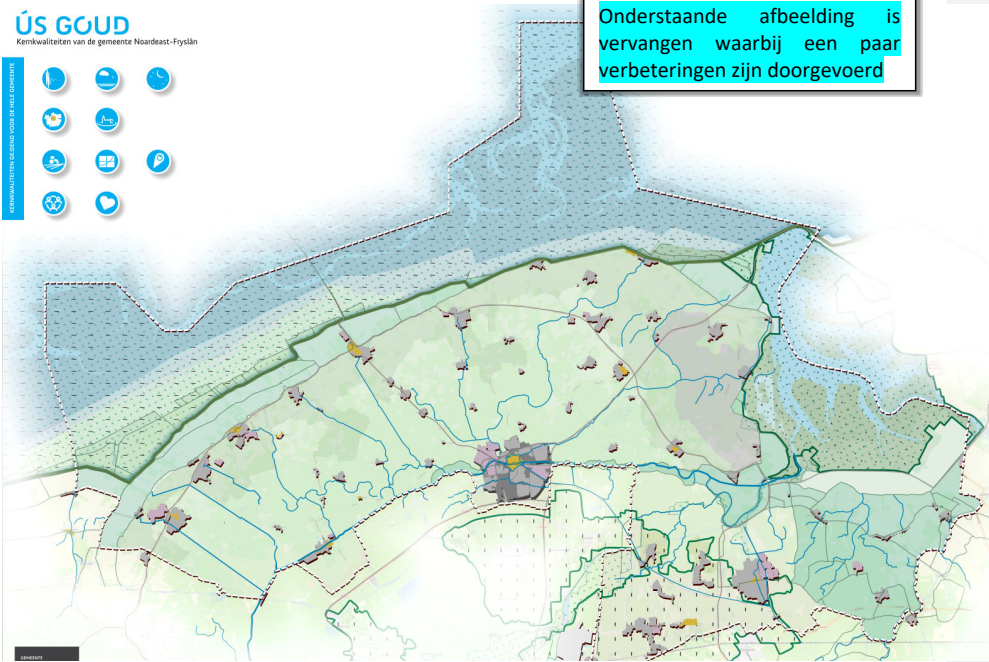 ÚS GOUD
Kernkwaliteiten van de gemeente Noardeast-Fryslân
Onderstaande afbeelding is
vervangen waarbij een paar
verbeteringen zijn doorgevoerd
KERNKWALITEITEN GELDEND VOOR DE HELE GEMEENTE
GEMEENTE